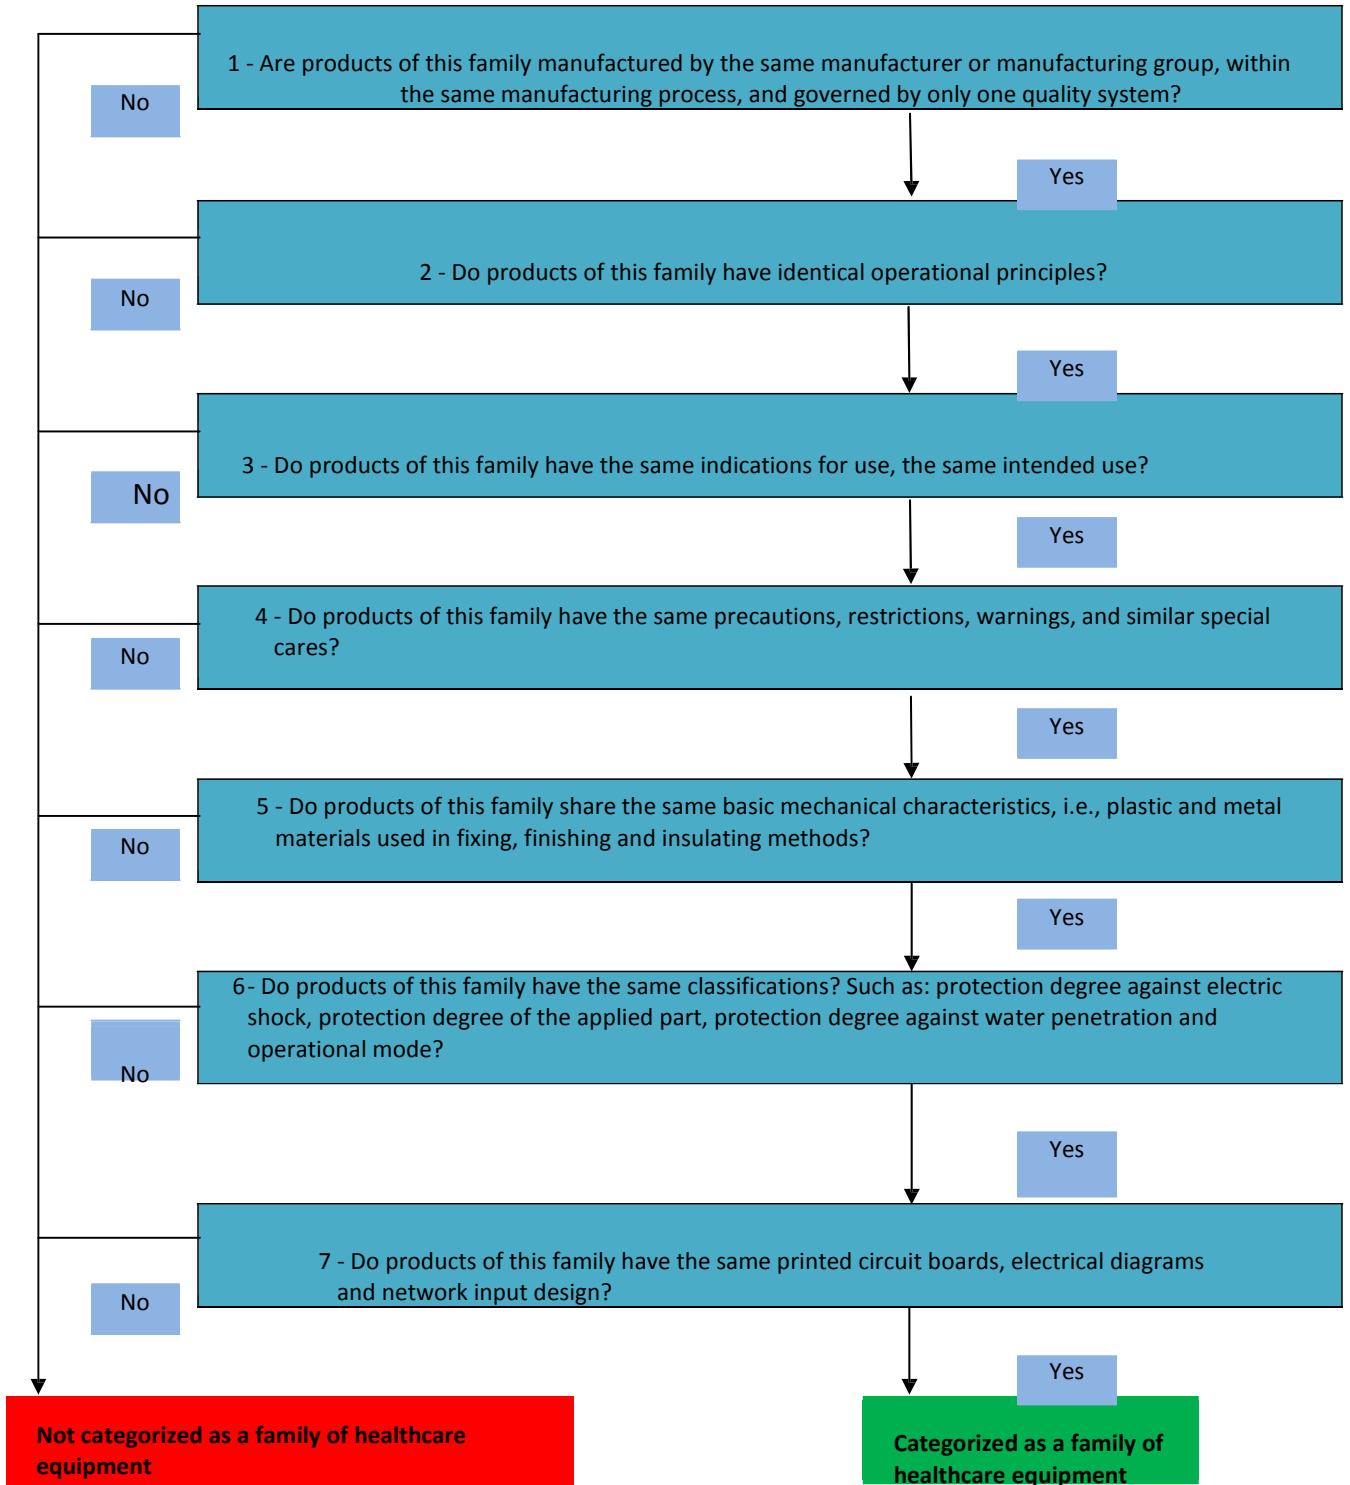 1 - Are products of this family manufactured by the same manufacturer or manufacturing group, within
the same manufacturing process, and governed by only one quality system?
No
Yes
2 - Do products of this family have identical operational principles?
No
Yes
3 - Do products of this family have the same indications for use, the same intended use?
No
Yes
4 - Do products of this family have the same precautions, restrictions, warnings, and similar special
cares?
No
Yes
5 - Do products of this family share the same basic mechanical characteristics, i.e., plastic and metal
materials used in fixing, finishing and insulating methods?
No
Yes
6 - Do products of this family have the same classifications? Such as: protection degree against electric
shock, protection degree of the applied part, protection degree against water penetration and
operational mode?
No
Yes
7 - Do products of this family have the same printed circuit boards, electrical diagrams
and network input design?
No
Yes
Not categorized as a family of healthcare
equipment
Categorized as a family of
healthcare equipment